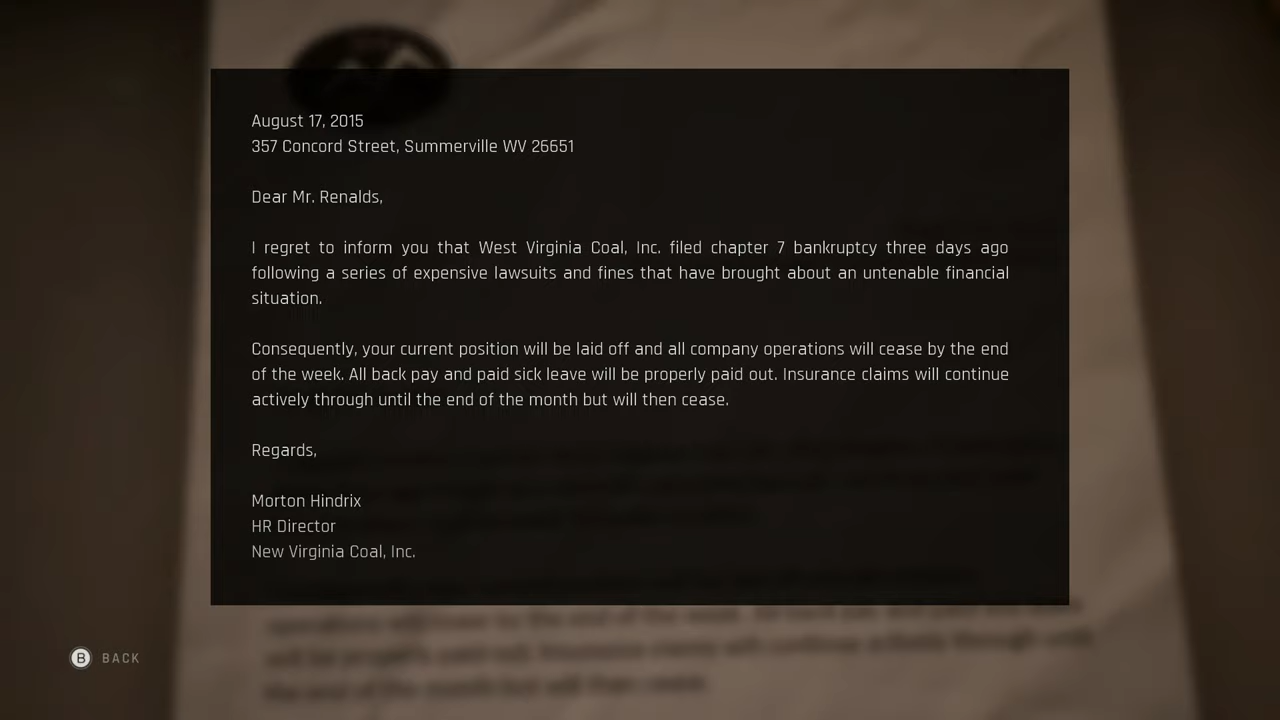 August 17, 2015
357 Concord Street, Summerville WV 26651
Dear Mr. Renalds,
I regret to inform you that West Virginia Coal, Inc. filed chapter 7 bankruptcy three days ago
following a series of expensive lawsuits and fines that have brought about an untenable financial
situation.
Consequently, your current position will be laid off and all company operations will cease by the end
of the week. All back pay and paid sick leave will be properly paid out. Insurance claims will continue
actively through until the end of the month but will then cease.
Regards,
Morton Hindrix
HR Director
New Virginia Coal, Inc.
B BACK